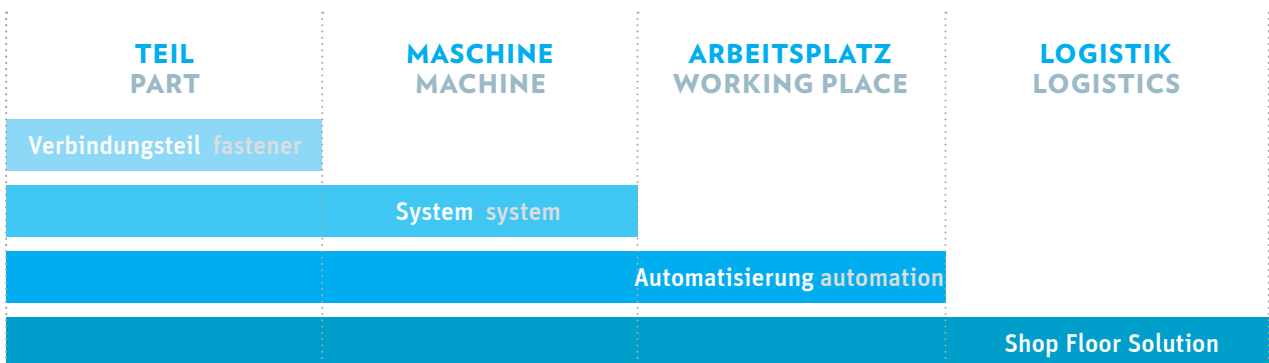 TEIL
PART
MASCHINE
MACHINE
ARBEITSPLATZ
WORKING PLACE
LOGISTIK
LOGISTICS
Verbindungsteil fastener
System system
Automatisierung automation
Shop Floor Solution